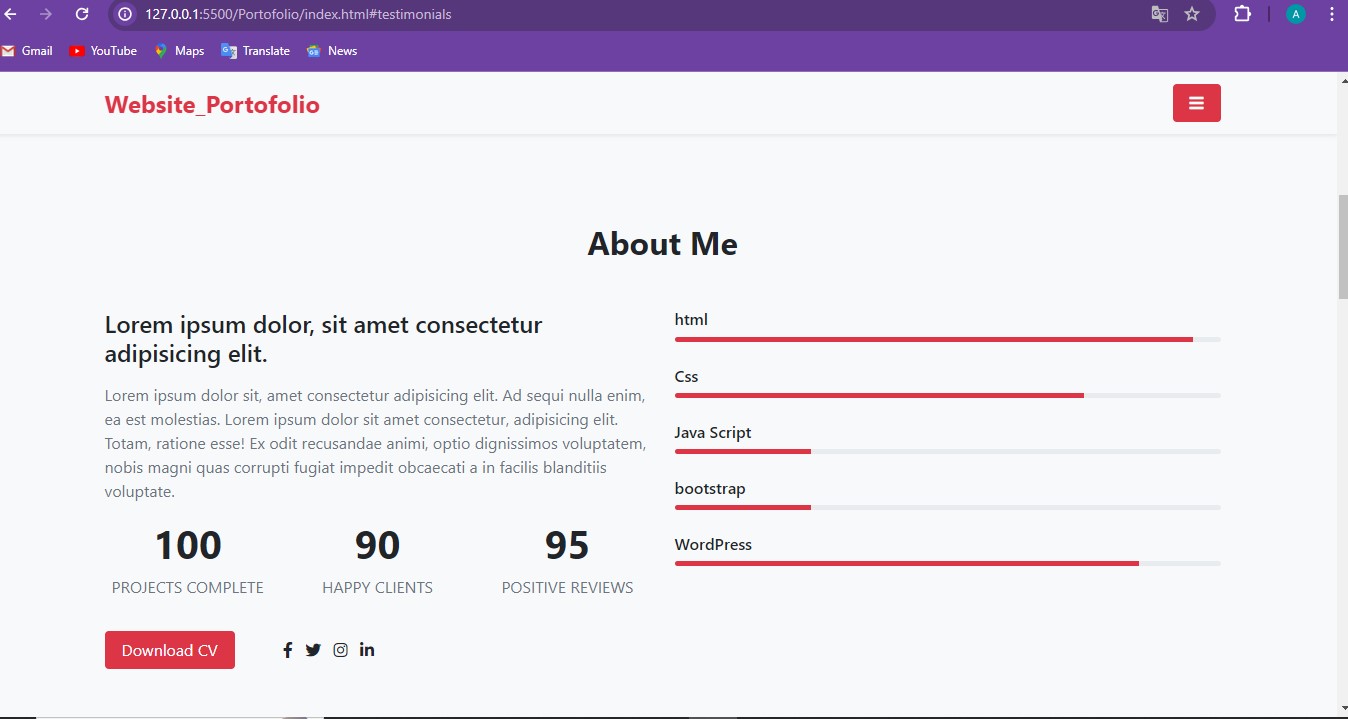 127.0.0.1:5500/Portofolio/index.html#testimonials
A
Gmail YouTube Maps Translate News
Website_Portofolio
About Me
Lorem ipsum dolor, sit amet consectetur
adipisicing elit.
Lorem ipsum dolor sit, amet consectetur adipisicing elit. Ad sequi nulla enim,
ea est molestias. Lorem ipsum dolor sit amet consectetur, adipisicing elit.
Totam, ratione esse! Ex odit recusandae animi, optio dignissimos voluptatem,
nobis magni quas corrupti fugiat impedit obcaecati a in facilis blanditiis
voluptate.
100 90 95
PROJECTS COMPLETE HAPPY CLIENTS POSITIVE REVIEWS
Download CV
html
Css
Java Script
bootstrap
WordPress